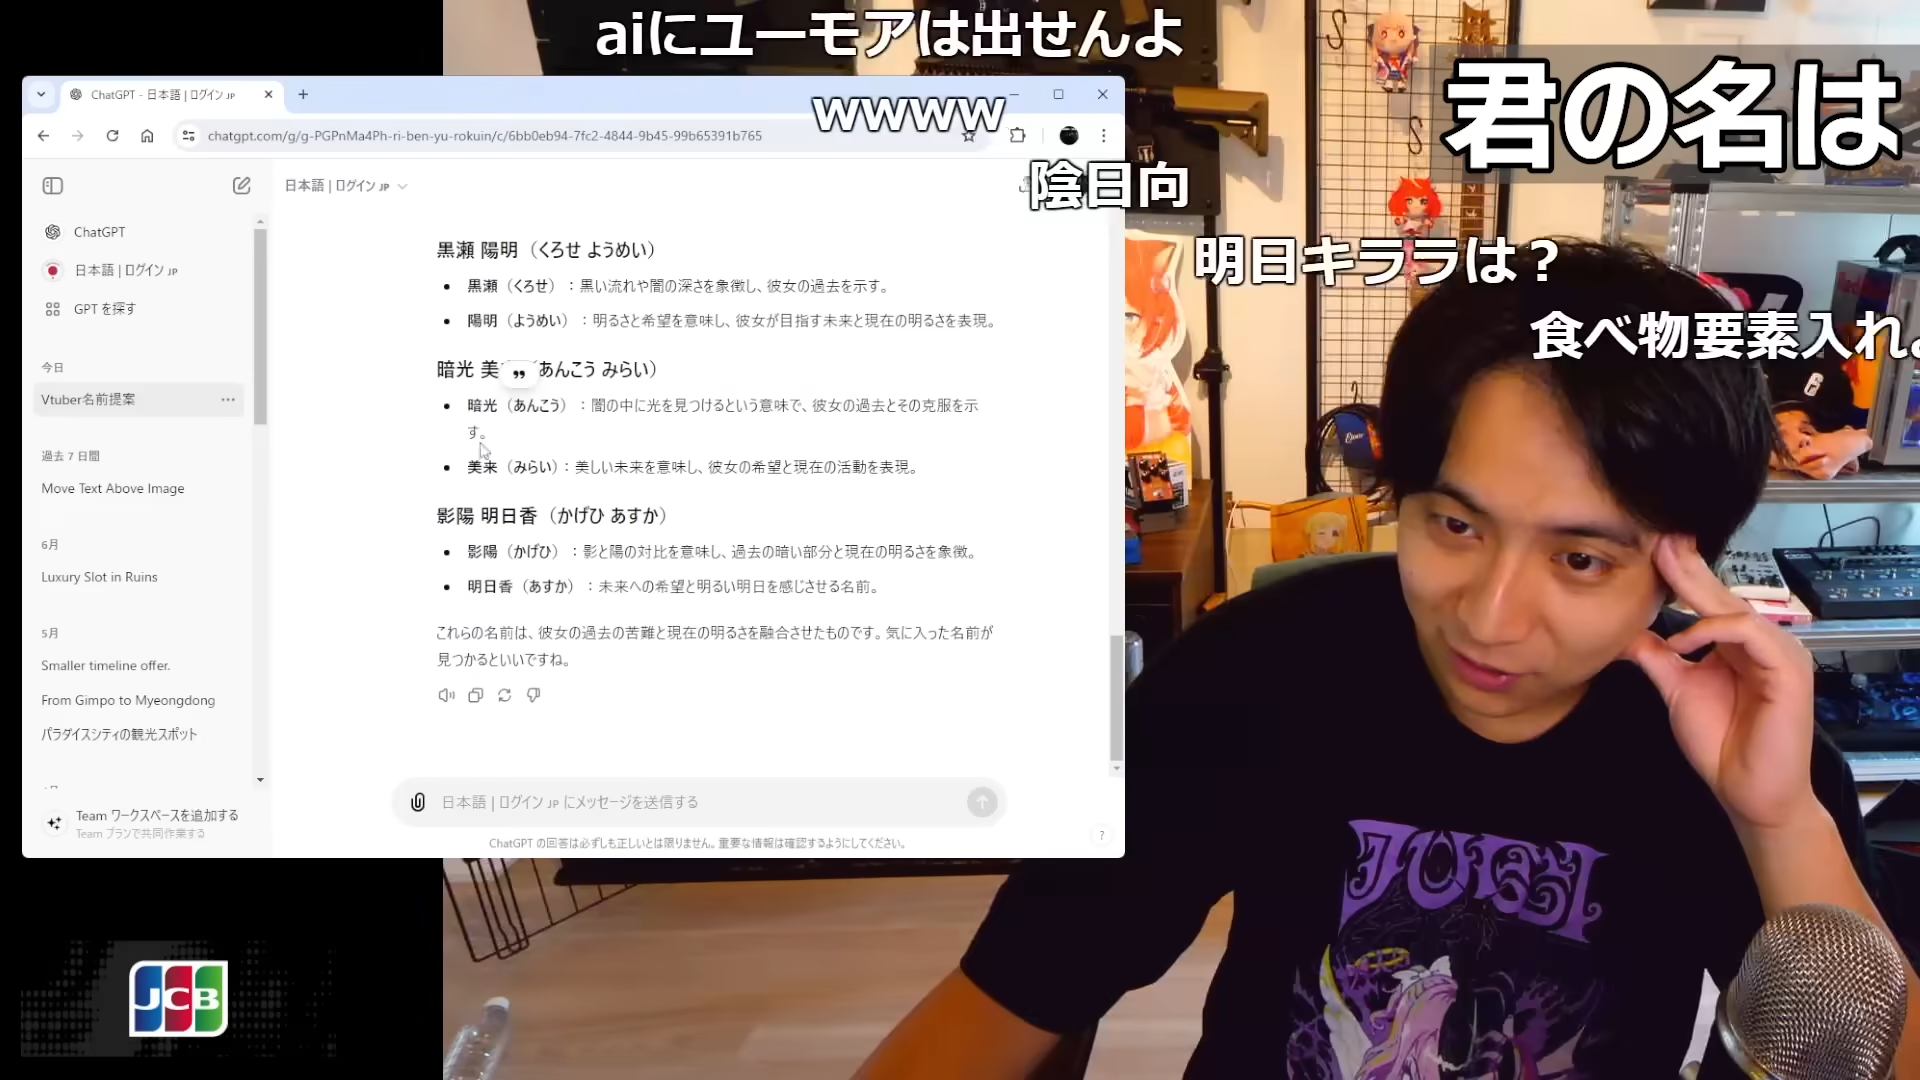 aiにユーモアは出せんよ
君の名は
wwww
陰日向
明日キララは？
食べ物要素入れ
ChatGPT - 日本語 | ログイン JP
chatgpt.com/g/g-PGPnMa4Ph-ri-ben-yu-rokuin/c/6bb0eb94-7fc2-4844-9b45-99b65391b765
ChatGPT
日本語 | ログイン JP
GPT を探す
今日
Vtuber名前提案
過去 7 日間
Move Text Above Image
6月
Luxury Slot in Ruins
5月
Smaller timeline offer.
From Gimpo to Myeongdong
パラダイスシティの観光スポット
Team ワークスペースを追加する
Team プランで共同作業する
日本語 | ログイン JP
黒瀬 陽明（くろせ ようめい）
• 黒瀬（くろせ）：黒い流れや闇の深さを象徴し、彼女の過去を示す。
• 陽明（ようめい）：明るさと希望を意味し、彼女が目指す未来と現在の明るさを表現。
暗光 美 あんこう みらい）
• 暗光（あんこう）：闇の中に光を見つけるという意味で、彼女の過去とその克服を示
す。
• 美来（みらい）：美しい未来を意味し、彼女の希望と現在の活動を表現。
影陽 明日香（かげひ あすか）
• 影陽（かげひ）：影と陽の対比を意味し、過去の暗い部分と現在の明るさを象徴。
• 明日香（あすか）：未来への希望と明るい明日を感じさせる名前。
これらの名前は、彼女の過去の苦難と現在の明るさを融合させたものです。気に入った名前が
見つかるといいですね。
日本語 | ログイン JP にメッセージを送信する
ChatGPT の回答は必ずしも正しいとは限りません。重要な情報は確認するようにしてください。
?
JCB